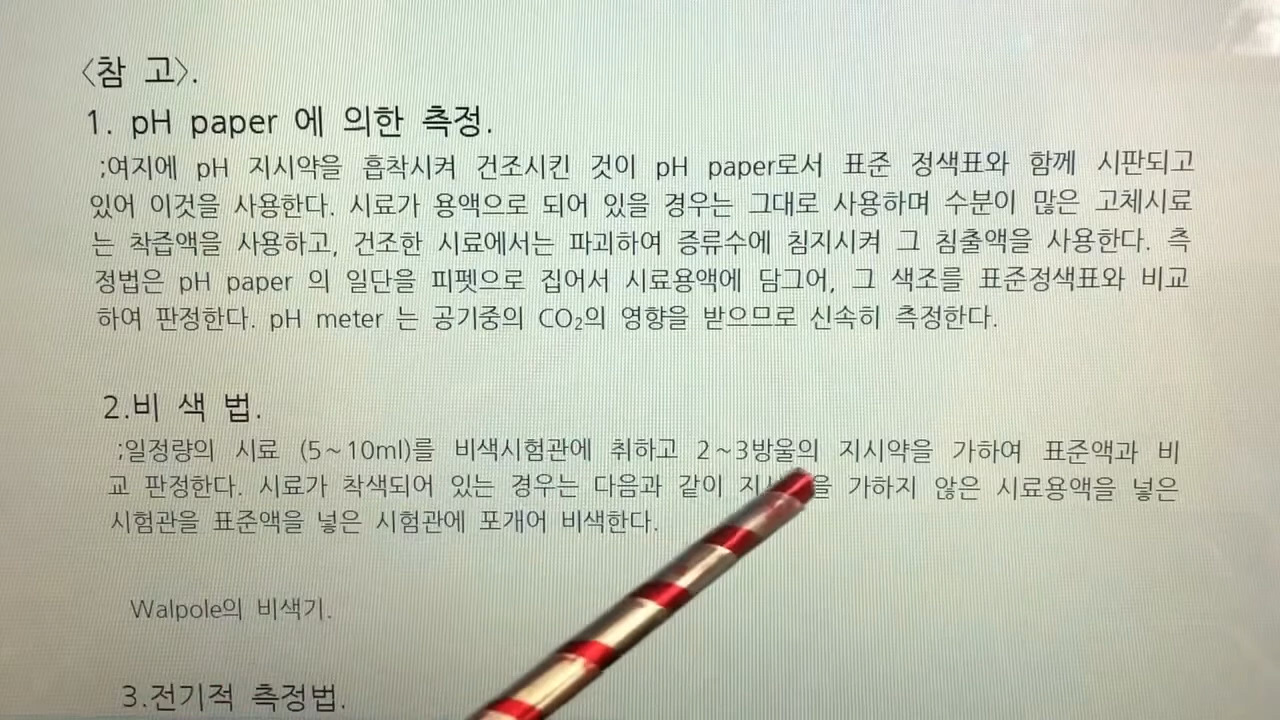 〈참 고〉.
1. pH paper 에 의한 측정.
;여지에 pH 지시약을 흡착시켜 건조시킨 것이 pH paper로서 표준 정색표와 함께 시판되고
있어 이것을 사용한다. 시료가 용액으로 되어 있을 경우는 그대로 사용하며 수분이 많은 고체시료
는 착즙액을 사용하고, 건조한 시료에서는 파괴하여 증류수에 침지시켜 그 침출액을 사용한다. 측
정법은 pH paper 의 일단을 피펫으로 집어서 시료용액에 담그어, 그 색조를 표준정색표와 비교
하여 판정한다. pH meter 는 공기중의 CO₂의 영향을 받으므로 신속히 측정한다.
2.비 색 법.
;일정량의 시료 (5~10ml)를 비색시험관에 취하고 2~3방울의 지시약을 가하여 표준액과 비
교 판정한다. 시료가 착색되어 있는 경우는 다음과 같이 가하지 않은 시료용액을 넣은
시험관을 표준액을 넣은 시험관에 포개어 비색한다.
Walpole의 비색기.
3.전기적 측정법.